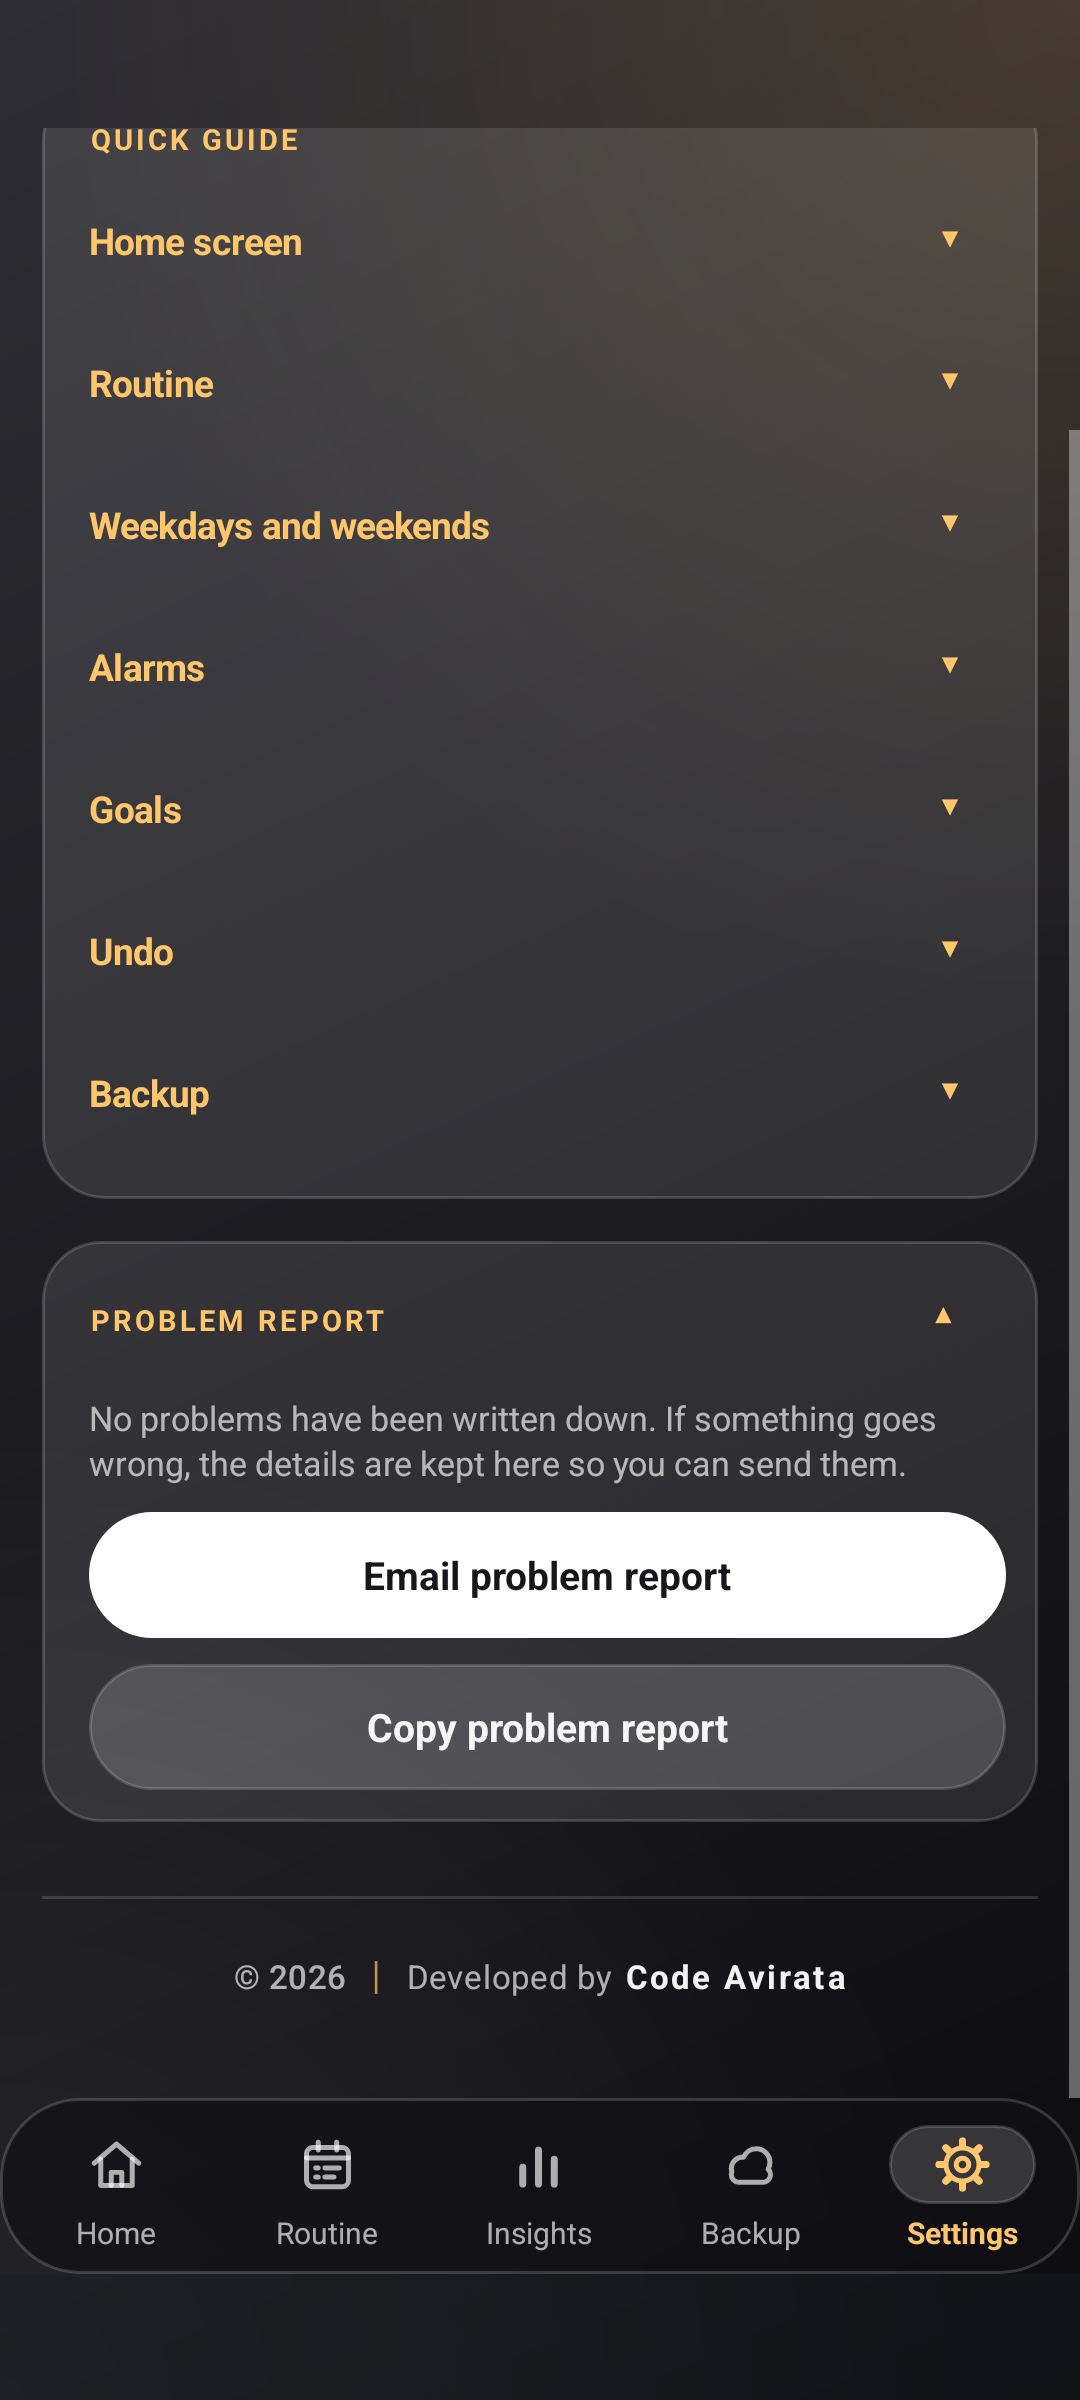 QUICK GUIDE
Home screen ▼
Routine ▼
Weekdays and weekends ▼
Alarms ▼
Goals ▼
Undo ▼
Backup ▼
PROBLEM REPORT ▲
No problems have been written down. If something goes
wrong, the details are kept here so you can send them.
Email problem report
Copy problem report
© 2026 | Developed by Code Avirata
Home Routine Insights Backup Settings